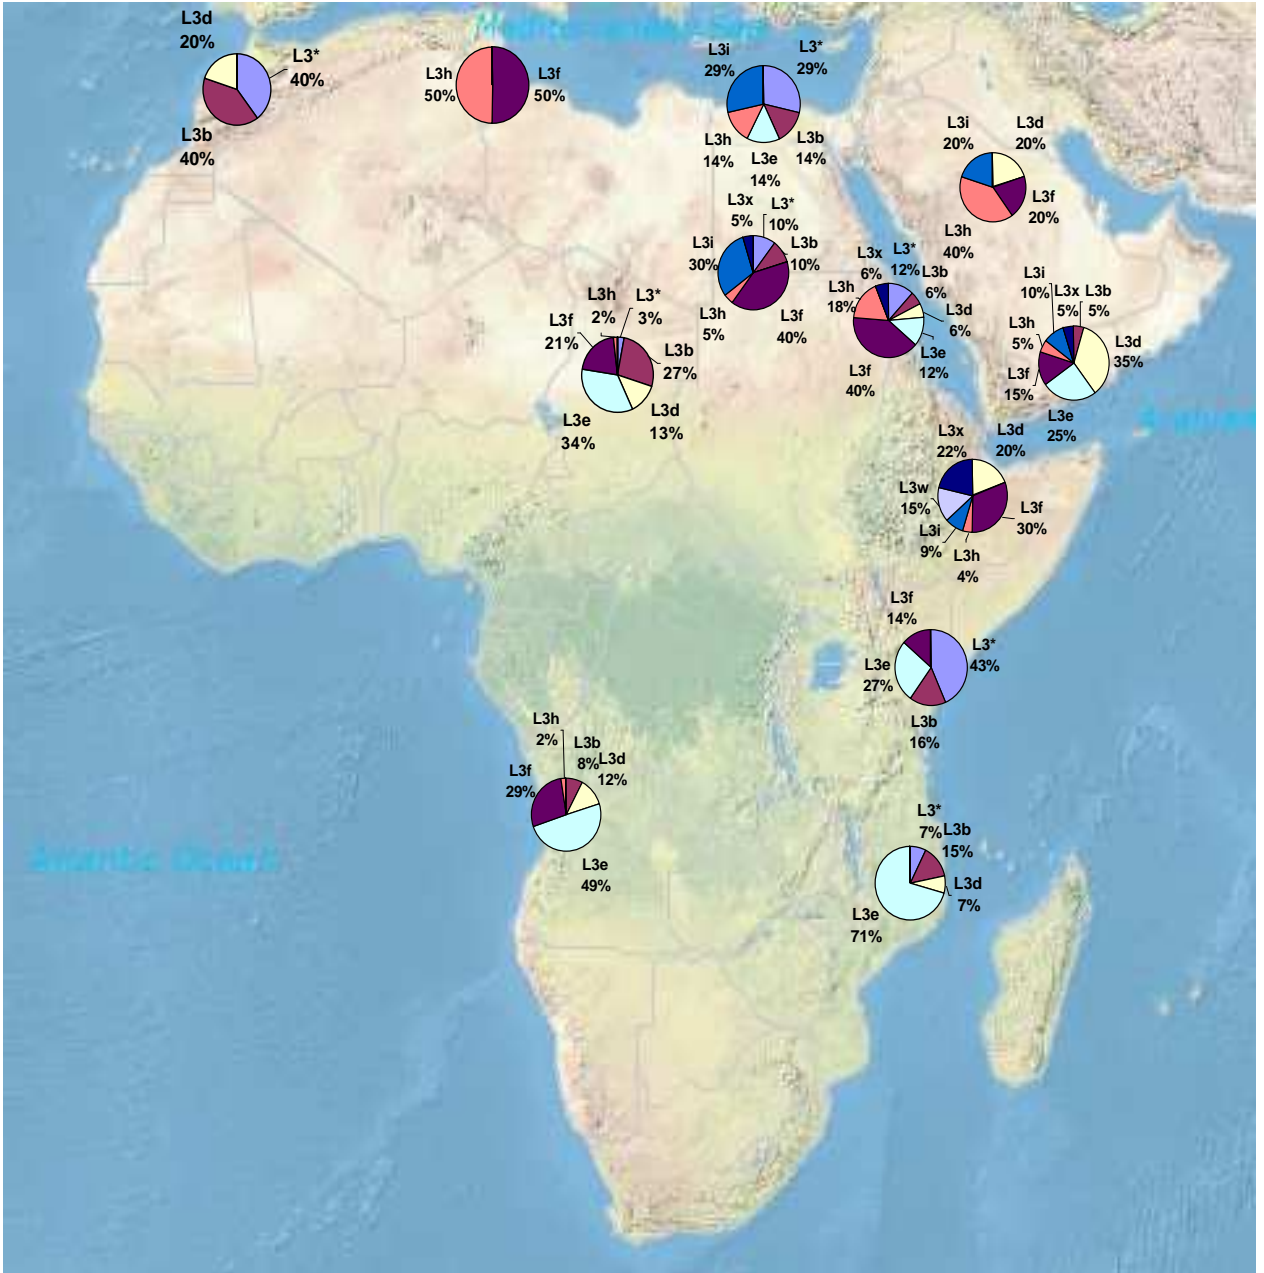 L3d
20%
L3*
40%
L3b
40%
L3h
50%
L3f
50%
L3i
29%
L3*
29%
L3h
14%
L3e
14%
L3b
14%
L3i
20%
L3d
20%
L3f
20%
L3h
40%
L3x
5%
L3*
10%
L3i
30%
L3b
10%
L3h
5%
L3f
40%
L3x
6%
L3*
12%
L3b
6%
L3h
18%
L3d
6%
L3e
12%
L3f
40%
L3i
10%
L3x
5%
L3b
5%
L3h
5%
L3d
35%
L3f
15%
L3e
25%
L3h
2%
L3*
3%
L3f
21%
L3b
27%
L3e
34%
L3d
13%
L3x
22%
L3d
20%
L3w
15%
L3f
30%
L3i
9%
L3h
4%
L3f
14%
L3*
43%
L3e
27%
L3b
16%
L3h
2%
L3b
8%
L3d
12%
L3f
29%
L3e
49%
L3*
7%
L3b
15%
L3d
7%
L3e
71%